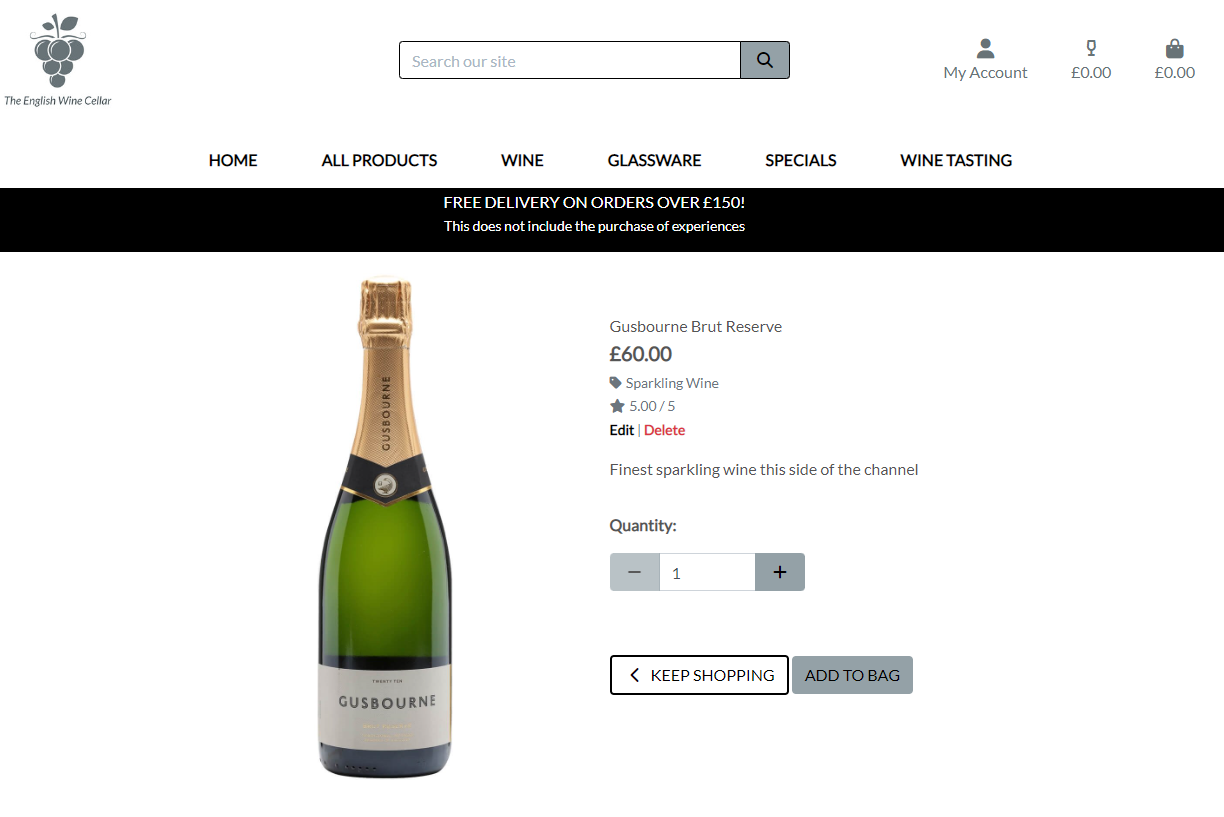 The English Wine Cellar
Search our site
My Account
£0.00
£0.00
HOME
ALL PRODUCTS
WINE
GLASSWARE
SPECIALS
WINE TASTING
FREE DELIVERY ON ORDERS OVER £150!
This does not include the purchase of experiences
GUSBOURNE
TWENTY TEN
GUSBOURNE
Gusbourne Brut Reserve
£60.00
Sparkling Wine
5.00 / 5
Edit | Delete
Finest sparkling wine this side of the channel
Quantity:
− 1 +
KEEP SHOPPING
ADD TO BAG